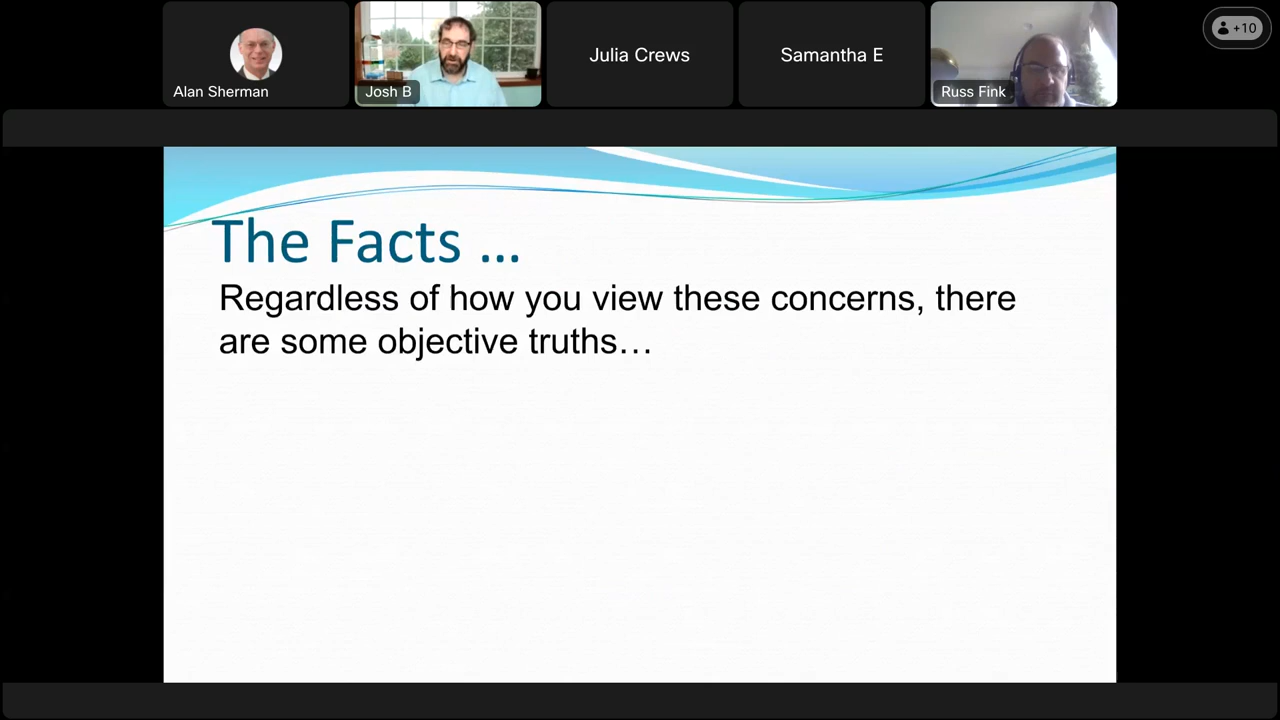 Alan Sherman
Josh B
Julia Crews
Samantha E
Russ Fink
+10
The Facts ...
Regardless of how you view these concerns, there
are some objective truths…